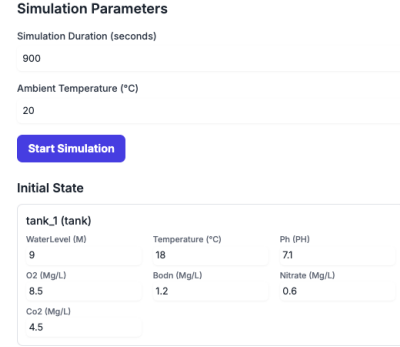 Simulation Parameters
Simulation Duration (seconds)
900
Ambient Temperature (°C)
20
Start Simulation
Initial State
tank_1 (tank)
WaterLevel (M) Temperature (°C) Ph (PH)
9 18 7.1
O2 (Mg/L) Bodn (Mg/L) Nitrate (Mg/L)
8.5 1.2 0.6
Co2 (Mg/L)
4.5